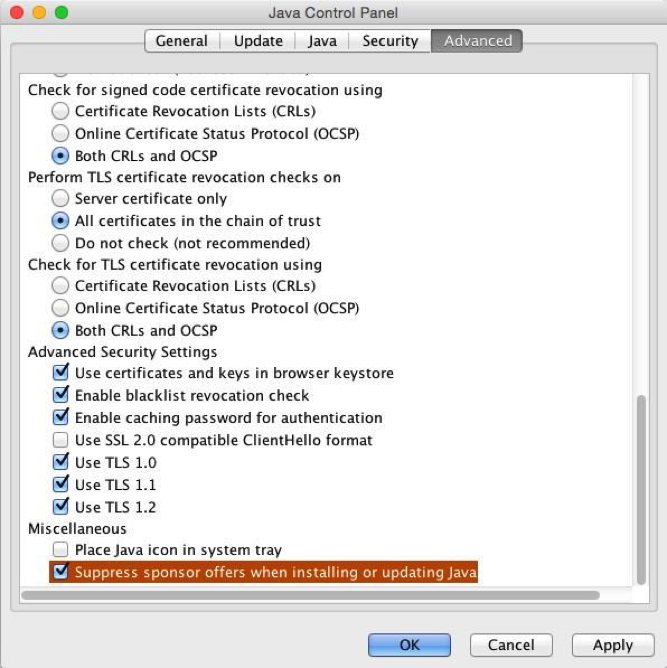 Java Control Panel
General Update Java Security Advanced
Check for signed code certificate revocation using
Certificate Revocation Lists (CRLs)
Online Certificate Status Protocol (OCSP)
Both CRLs and OCSP
Perform TLS certificate revocation checks on
Server certificate only
All certificates in the chain of trust
Do not check (not recommended)
Check for TLS certificate revocation using
Certificate Revocation Lists (CRLs)
Online Certificate Status Protocol (OCSP)
Both CRLs and OCSP
Advanced Security Settings
Use certificates and keys in browser keystore
Enable blacklist revocation check
Enable caching password for authentication
Use SSL 2.0 compatible ClientHello format
Use TLS 1.0
Use TLS 1.1
Use TLS 1.2
Miscellaneous
Place Java icon in system tray
Suppress sponsor offers when installing or updating Java
OK Cancel Apply